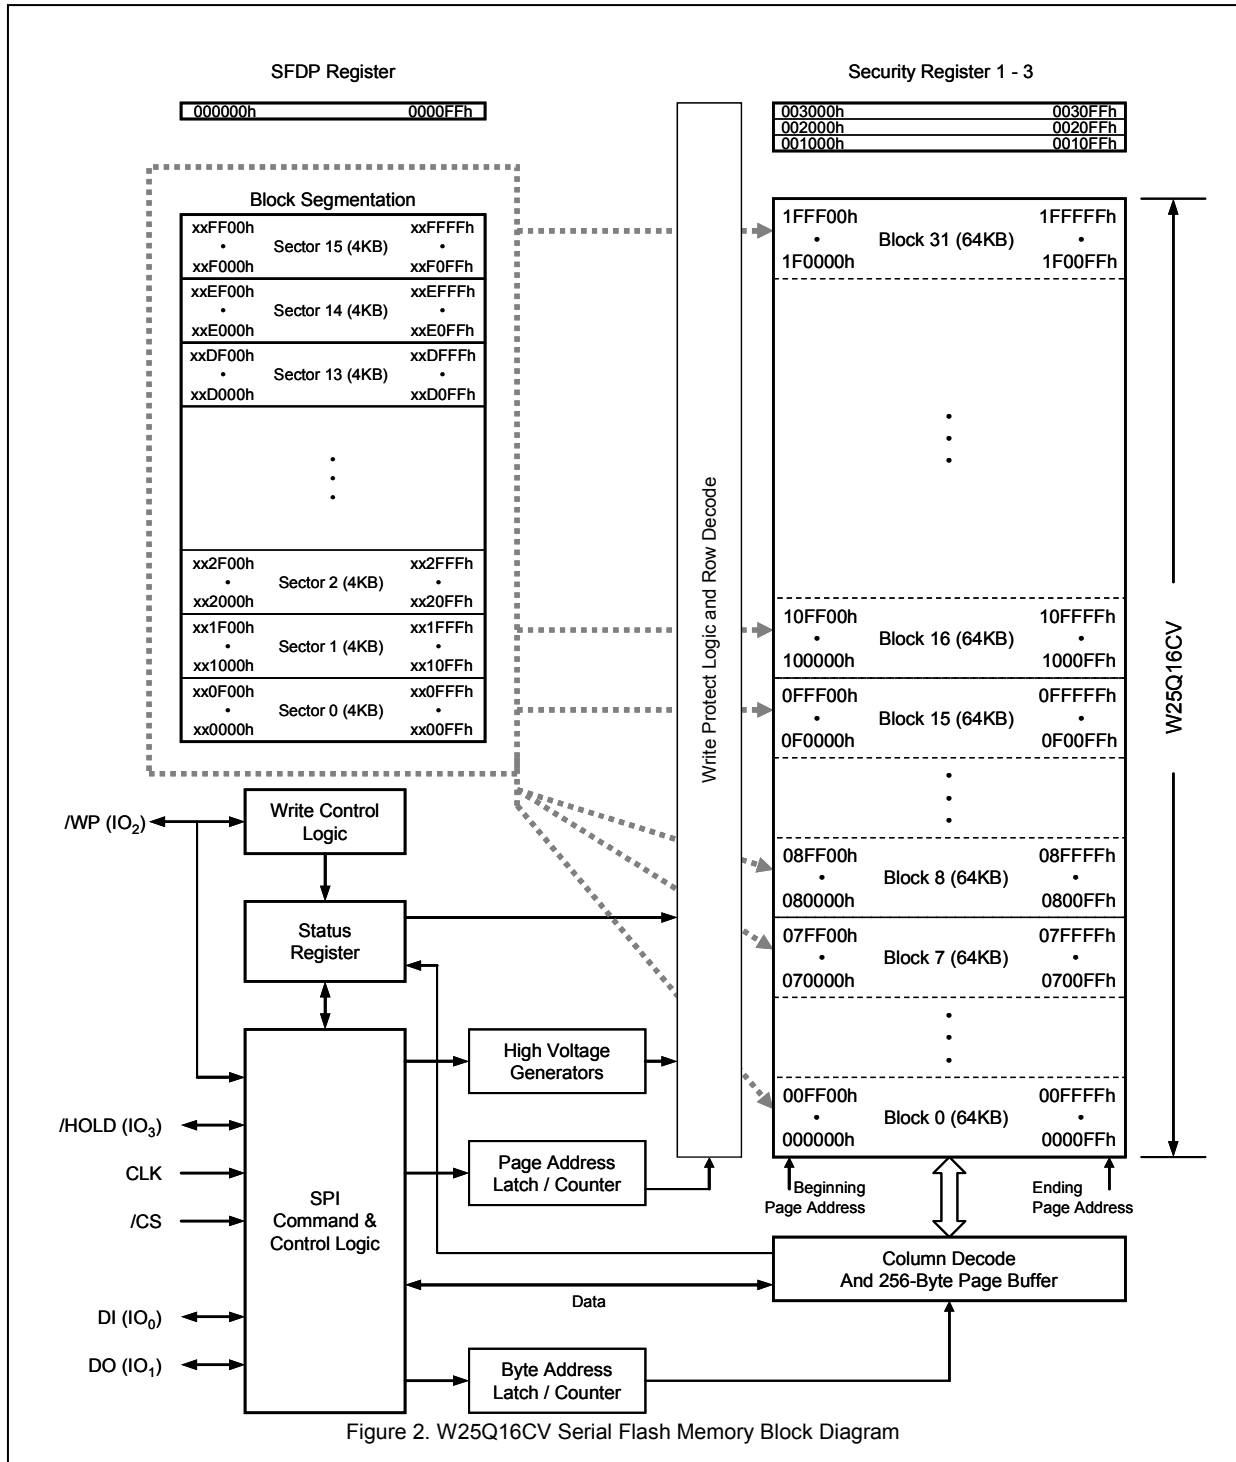 SFDP Register
000000h 0000FFh
Security Register 1 - 3
003000h 0030FFh
002000h 0020FFh
001000h 0010FFh
Block Segmentation
xxFF00h xxFFFFh
• Sector 15 (4KB) •
xxF000h xxF0FFh
xxEF00h xxEFFFh
• Sector 14 (4KB) •
xxE000h xxE0FFh
xxDF00h xxDFFFh
• Sector 13 (4KB) •
xxD000h xxD0FFh
xx2F00h xx2FFFh
• Sector 2 (4KB) •
xx2000h xx20FFh
xx1F00h xx1FFFh
• Sector 1 (4KB) •
xx1000h xx10FFh
xx0F00h xx0FFFh
• Sector 0 (4KB) •
xx0000h xx00FFh
Write Protect Logic and Row Decode
1FFF00h 1FFFFFh
• Block 31 (64KB) •
1F0000h 1F00FFh
10FF00h 10FFFFh
• Block 16 (64KB) •
100000h 1000FFh
0FFF00h 0FFFFFh
• Block 15 (64KB) •
0F0000h 0F00FFh
08FF00h 08FFFFh
• Block 8 (64KB) •
080000h 0800FFh
07FF00h 07FFFFh
• Block 7 (64KB) •
070000h 0700FFh
00FF00h 00FFFFh
• Block 0 (64KB) •
000000h 0000FFh
W25Q16CV
Beginning
Page Address
Ending
Page Address
/WP (IO2)
Write Control
Logic
Status
Register
High Voltage
Generators
/HOLD (IO3)
CLK
/CS
Page Address
Latch / Counter
SPI
Command &
Control Logic
Column Decode
And 256-Byte Page Buffer
Data
DI (IO0)
DO (IO1)
Byte Address
Latch / Counter
Figure 2. W25Q16CV Serial Flash Memory Block Diagram